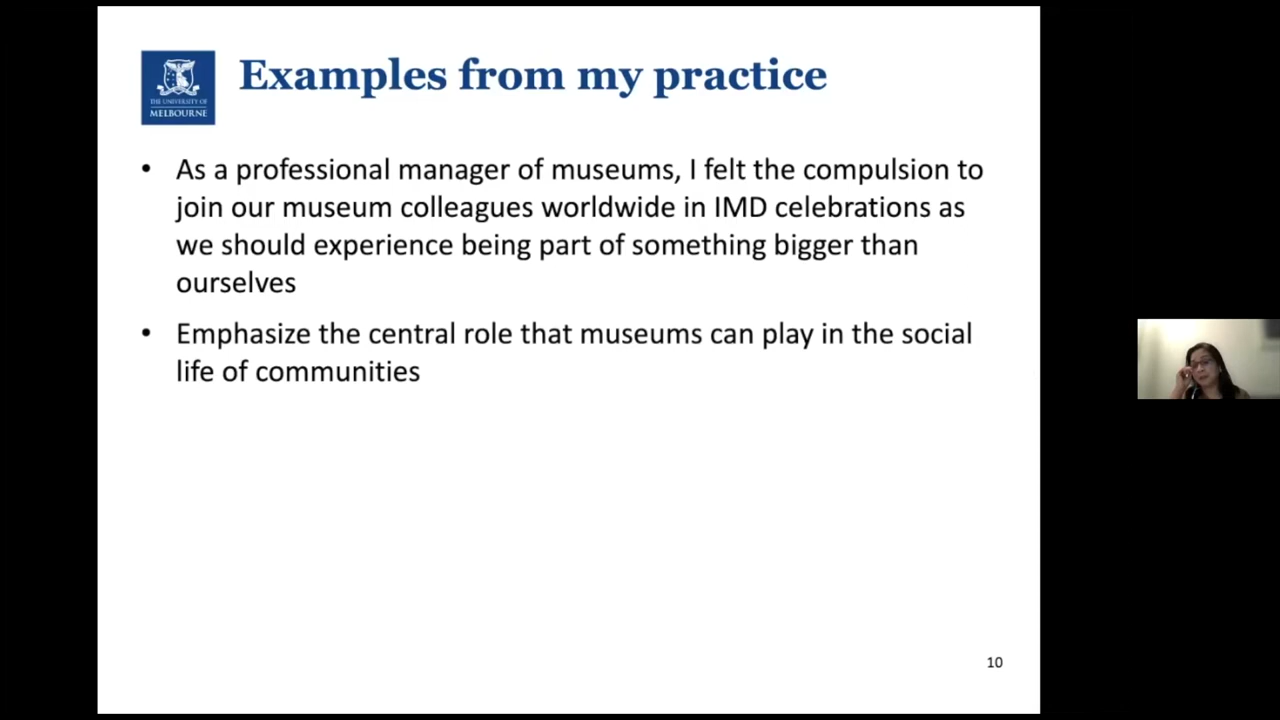 THE UNIVERSITY OF
MELBOURNE
Examples from my practice
• As a professional manager of museums, I felt the compulsion to
join our museum colleagues worldwide in IMD celebrations as
we should experience being part of something bigger than
ourselves
• Emphasize the central role that museums can play in the social
life of communities
10